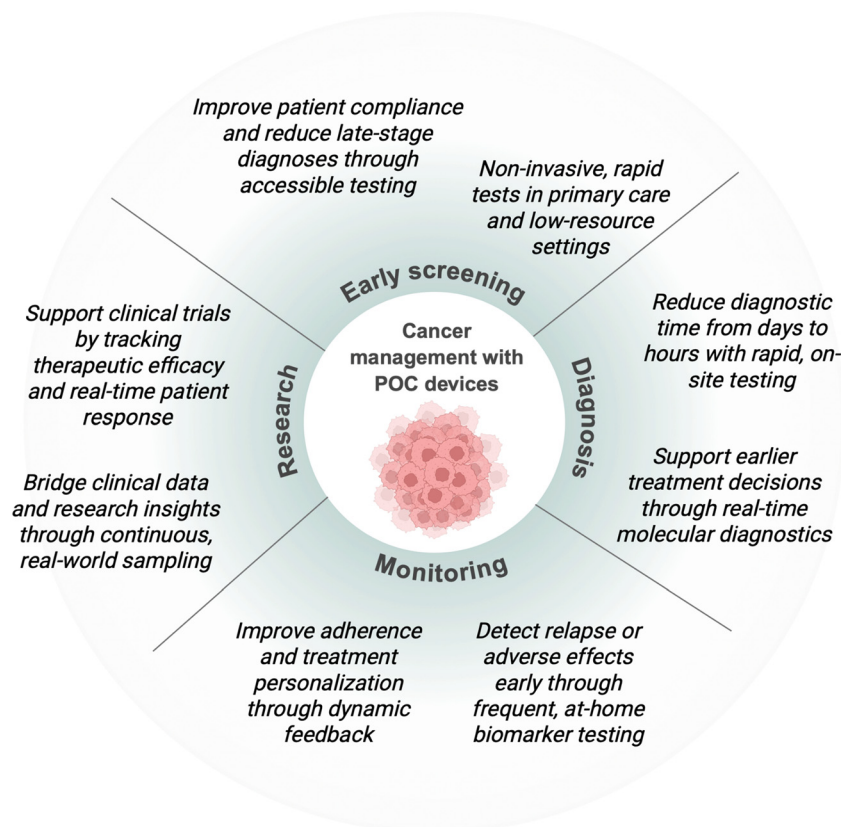 Improve patient compliance
and reduce late-stage
diagnoses through
accessible testing
Non-invasive, rapid
tests in primary care
and low-resource
settings
Early screening
Cancer
management with
POC devices
Diagnosis
Reduce diagnostic
time from days to
hours with rapid, on-
site testing
Support earlier
treatment decisions
through real-time
molecular diagnostics
Monitoring
Detect relapse or
adverse effects
early through
frequent, at-home
biomarker testing
Improve adherence
and treatment
personalization
through dynamic
feedback
Research
Support clinical trials
by tracking
therapeutic efficacy
and real-time patient
response
Bridge clinical data
and research insights
through continuous,
real-world sampling